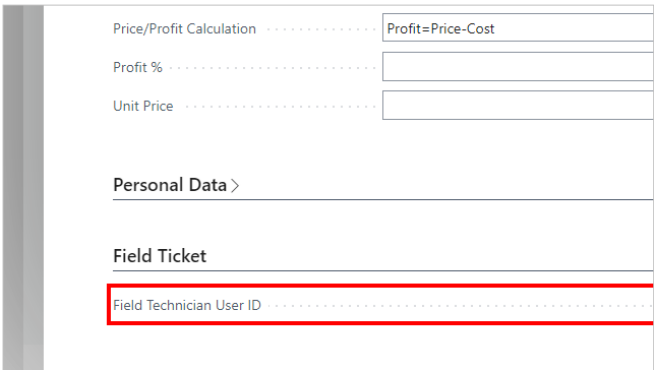 Price/Profit Calculation Profit=Price-Cost
Profit %
Unit Price
Personal Data >
Field Ticket
Field Technician User ID